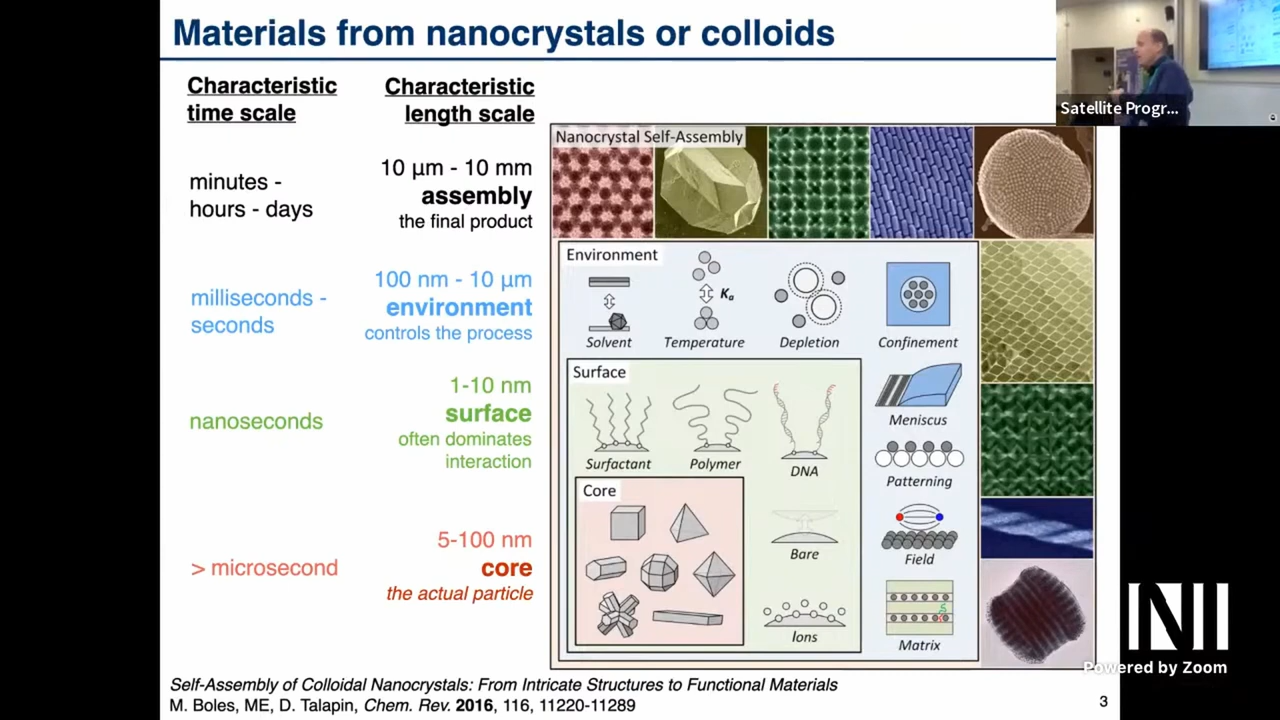 Materials from nanocrystals or colloids
Satellite Progr...
Characteristic
time scale
Characteristic
length scale
minutes -
hours - days
10 µm - 10 mm
assembly
the final product
milliseconds -
seconds
100 nm - 10 µm
environment
controls the process
nanoseconds
1-10 nm
surface
often dominates
interaction
> microsecond
5-100 nm
core
the actual particle
Nanocrystal Self-Assembly
Environment
Ka
Solvent
Temperature
Depletion
Confinement
Surface
Meniscus
Surfactant
Polymer
DNA
Patterning
Core
Bare
Field
Ions
Matrix
Self-Assembly of Colloidal Nanocrystals: From Intricate Structures to Functional Materials
M. Boles, ME, D. Talapin, Chem. Rev. 2016, 116, 11220-11289
3
INI
Powered by Zoom